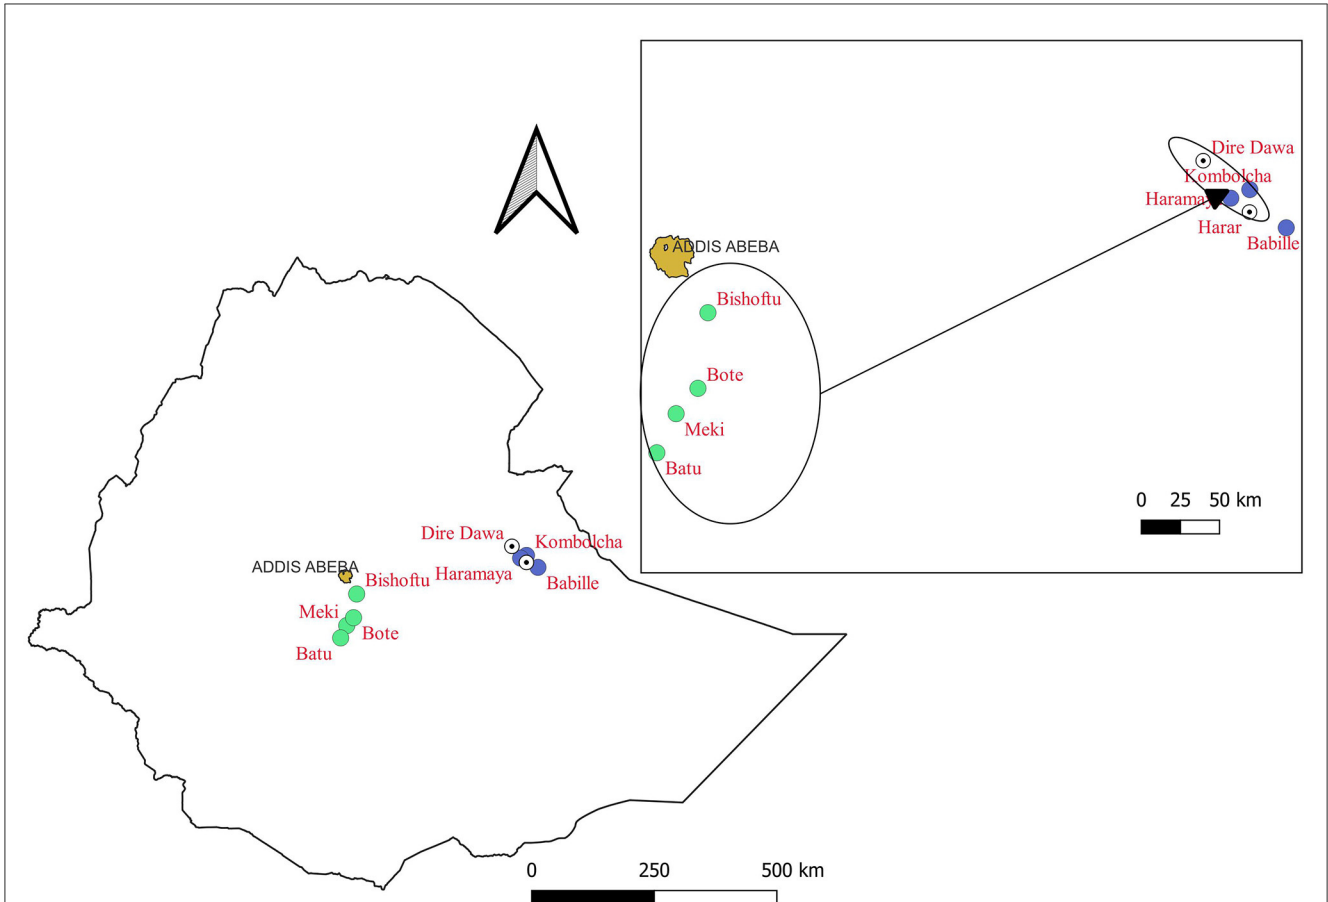 Dire Dawa
Kombolcha
Haramaya
Harar
Babille
ADDIS ABEBA
Bishoftu
Bote
Meki
Batu
0 25 50 km
Dire Dawa
Kombolcha
Haramaya
Babille
ADDIS ABEBA
Bishoftu
Meki
Bote
Batu
0 250 500 km